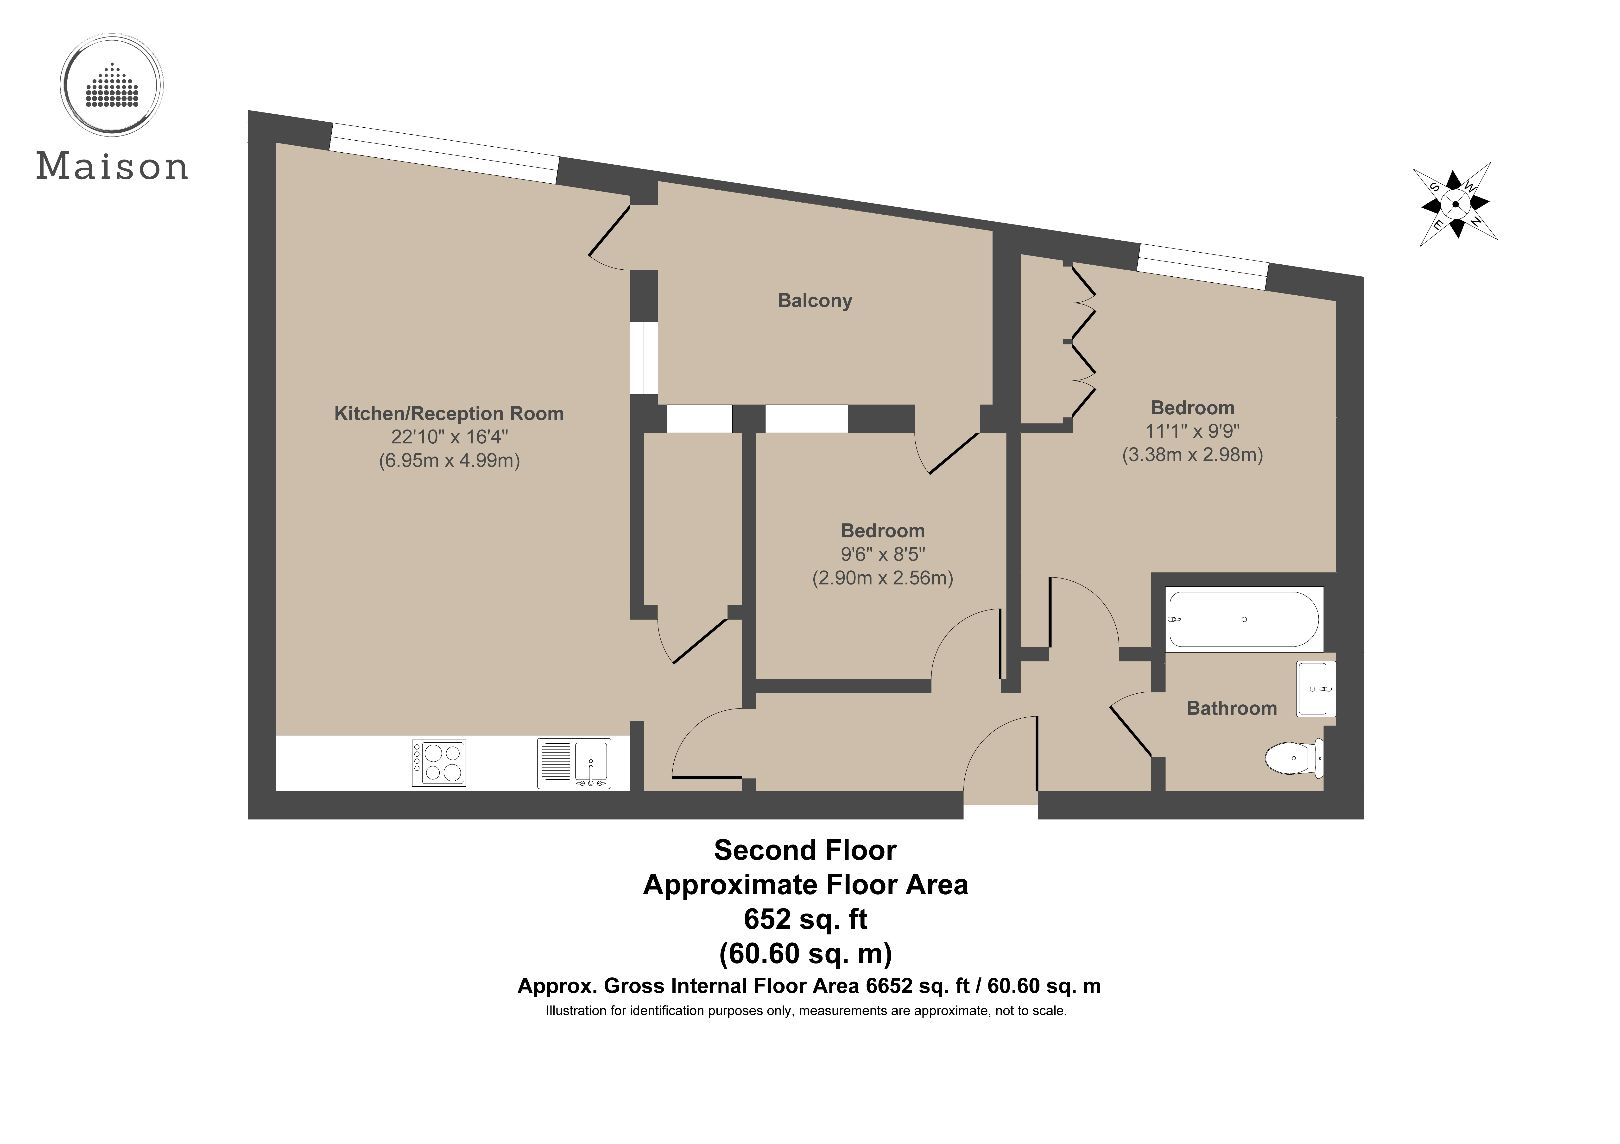 Maison
S
W
E
N
Balcony
Kitchen/Reception Room
22'10" x 16'4"
(6.95m x 4.99m)
Bedroom
11'1" x 9'9"
(3.38m x 2.98m)
Bedroom
9'6" x 8'5"
(2.90m x 2.56m)
Bathroom
Second Floor
Approximate Floor Area
652 sq. ft
(60.60 sq. m)
Approx. Gross Internal Floor Area 6652 sq. ft / 60.60 sq. m
Illustration for identification purposes only, measurements are approximate, not to scale.